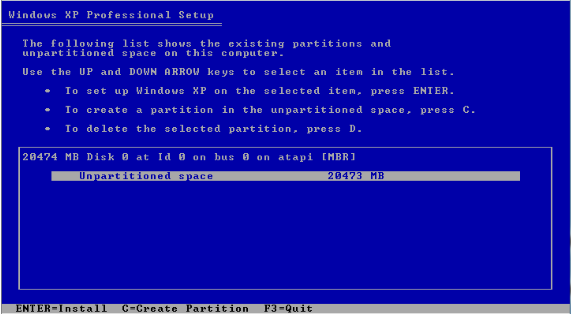 Windows XP Professional Setup
The following list shows the existing partitions and
unpartitioned space on this computer.
Use the UP and DOWN ARROW keys to select an item in the list.
• To set up Windows XP on the selected item, press ENTER.
• To create a partition in the unpartitioned space, press C.
• To delete the selected partition, press D.
20474 MB Disk 0 at Id 0 on bus 0 on atapi [MBR]
Unpartitioned space 20473 MB
ENTER=Install C=Create Partition F3=Quit